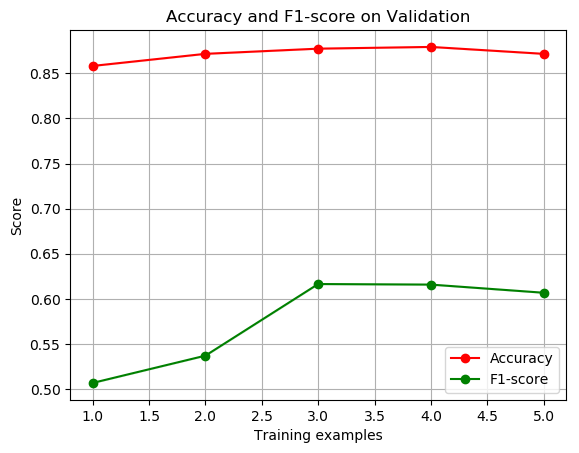 Accuracy and F1-score on Validation
Score
0.85
0.80
0.75
0.70
0.65
0.60
0.55
0.50
Accuracy
F1-score
1.0 1.5 2.0 2.5 3.0 3.5 4.0 4.5 5.0
Training examples